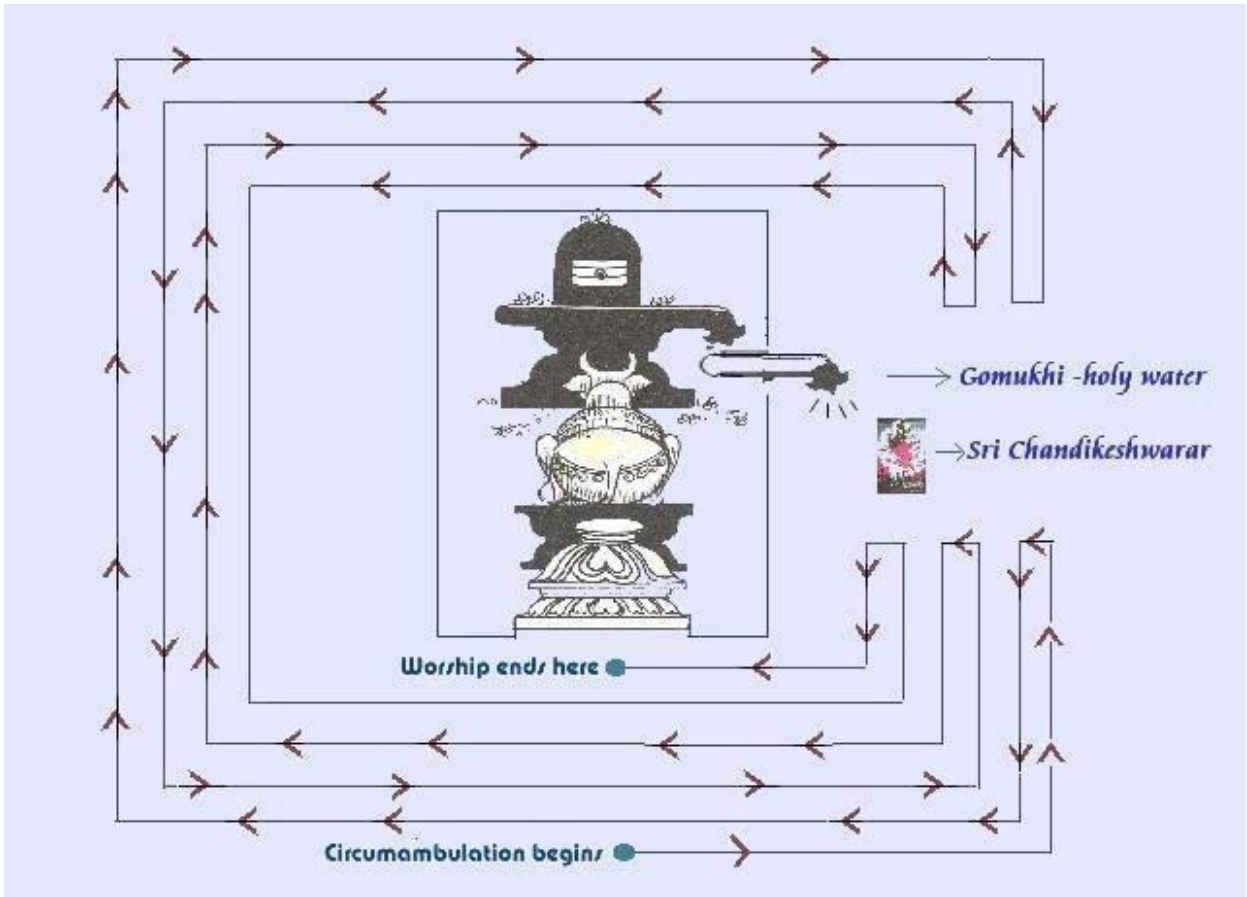 Gomukhi -holy water
Sri Chandikeshwarar
Worship ends here
Circumambulation begins